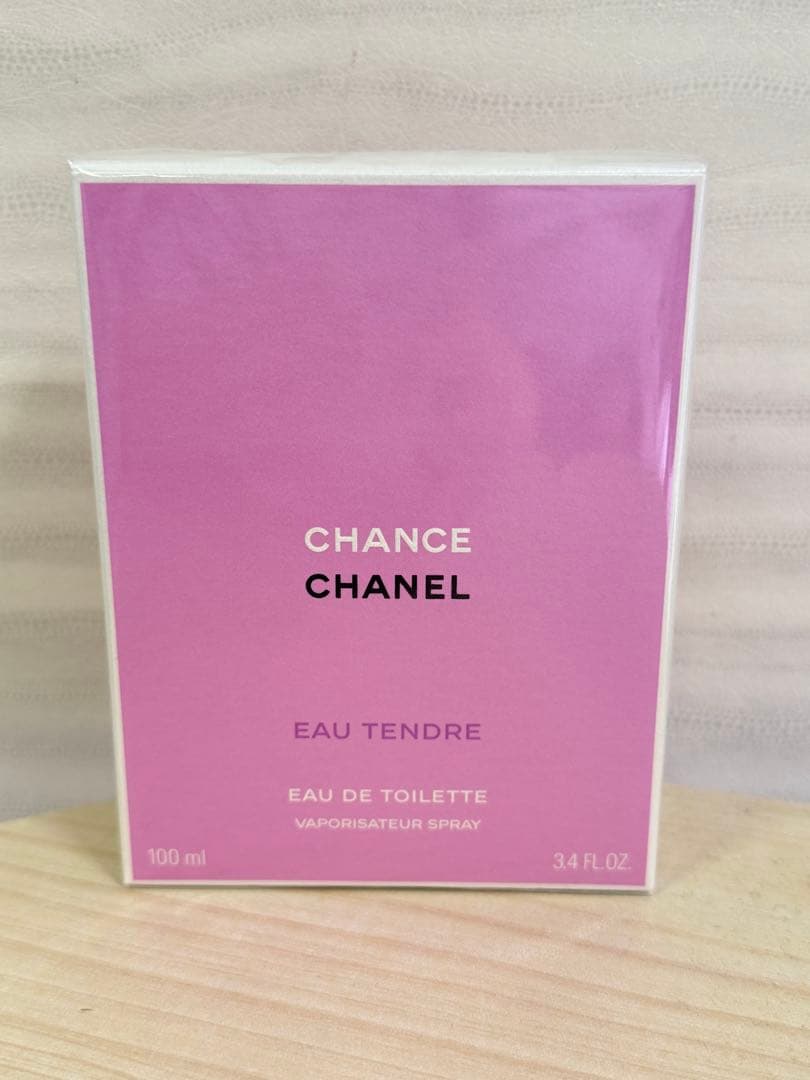 CHANCE
CHANEL
EAU TENDRE
EAU DE TOILETTE
VAPORISATEUR SPRAY
100 ml
3.4 FL.OZ.